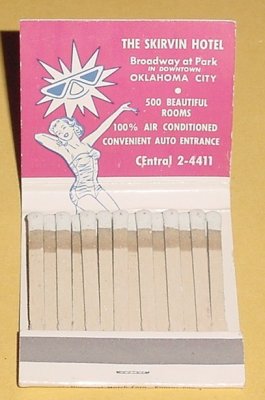 THE SKIRVIN HOTEL
Broadway at Park
IN DOWNTOWN
OKLAHOMA CITY
500 BEAUTIFUL
ROOMS
100% AIR CONDITIONED
CONVENIENT AUTO ENTRANCE
CEntral 2-4411